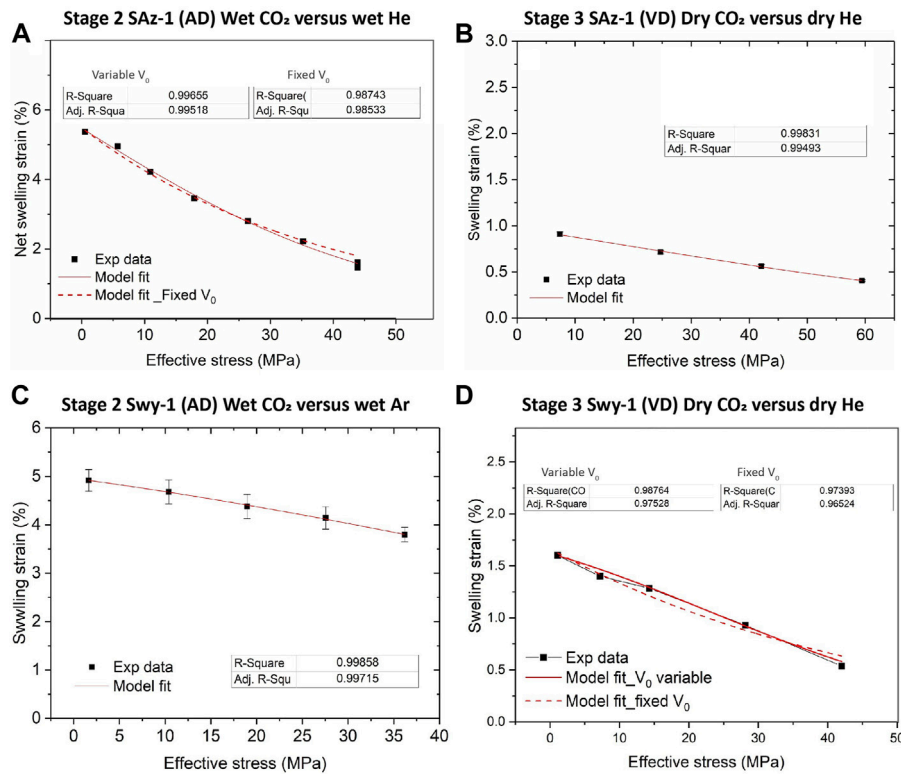 Stage 2 SAz-1 (AD) Wet CO₂ versus wet He
A
Variable V₀
Fixed V₀
R-Square 0.99655
Adj. R-Squa 0.99518
R-Square( 0.98743
Adj. R-Squ 0.98533
Net swelling strain (%)
6
4
2
0
Exp data
Model fit
Model fit _Fixed V₀
0 10 20 30 40 50
Effective stress (MPa)
Stage 3 SAz-1 (VD) Dry CO₂ versus dry He
B
R-Square 0.99831
Adj. R-Squar 0.99493
Swelling strain (%)
3.0
2.5
2.0
1.5
1.0
0.5
0.0
Exp data
Model fit
0 10 20 30 40 50 60
Effective stress (MPa)
C
Stage 2 Swy-1 (AD) Wet CO₂ versus wet Ar
Swwlling strain (%)
6
5
4
3
2
1
0
Exp data
Model fit
R-Square 0.99858
Adj. R-Squ 0.99715
0 5 10 15 20 25 30 35 40
Effective stress (MPa)
D
Stage 3 Swy-1 (VD) Dry CO₂ versus dry He
Variable V₀
Fixed V₀
R-Square(CO 0.98764
Adj. R-Square 0.97528
R-Square(C 0.97393
Adj. R-Squar 0.96524
Swelling strain (%)
2.5
2.0
1.5
1.0
0.5
0.0
Exp data
Model fit_V₀ variable
Model fit_fixed V₀
0 10 20 30 40 50
Effective stress (MPa)